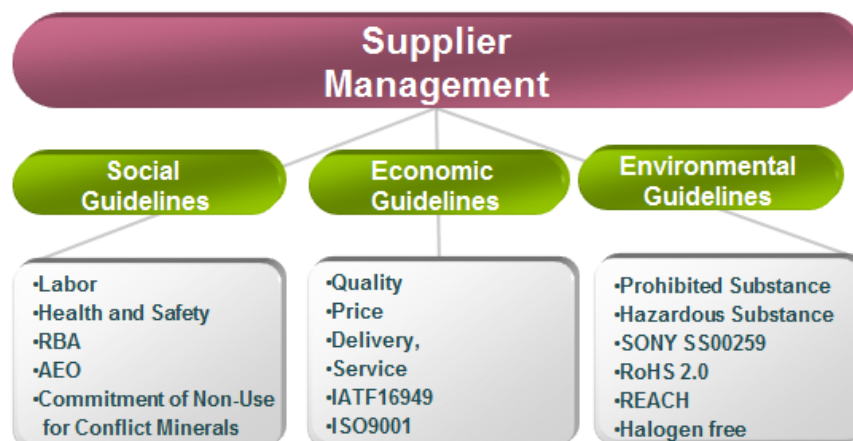 Supplier
Management
Social
Guidelines
Economic
Guidelines
Environmental
Guidelines
•Labor
•Health and Safety
•RBA
•AEO
•Commitment of Non-Use
for Conflict Minerals
•Quality
•Price
•Delivery,
•Service
•IATF16949
•ISO9001
•Prohibited Substance
•Hazardous Substance
•SONY SS00259
•RoHS 2.0
•REACH
•Halogen free